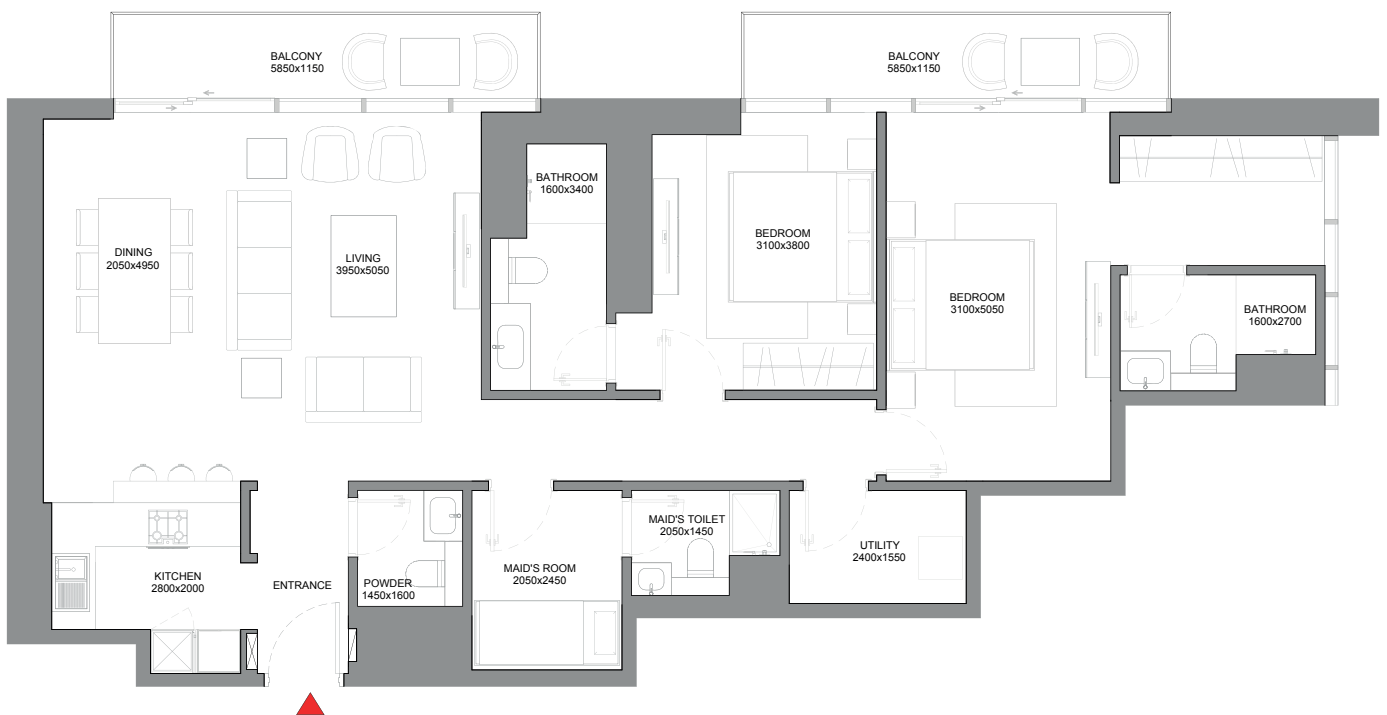 BALCONY
5850x1150
BALCONY
5850x1150
BATHROOM
1600x3400
BEDROOM
3100x3800
DINING
2050x4950
LIVING
3950x5050
BEDROOM
3100x5050
BATHROOM
1600x2700
MAID'S TOILET
2050x1450
UTILITY
2400x1550
KITCHEN
2800x2000
ENTRANCE
POWDER
1450x1600
MAID'S ROOM
2050x2450